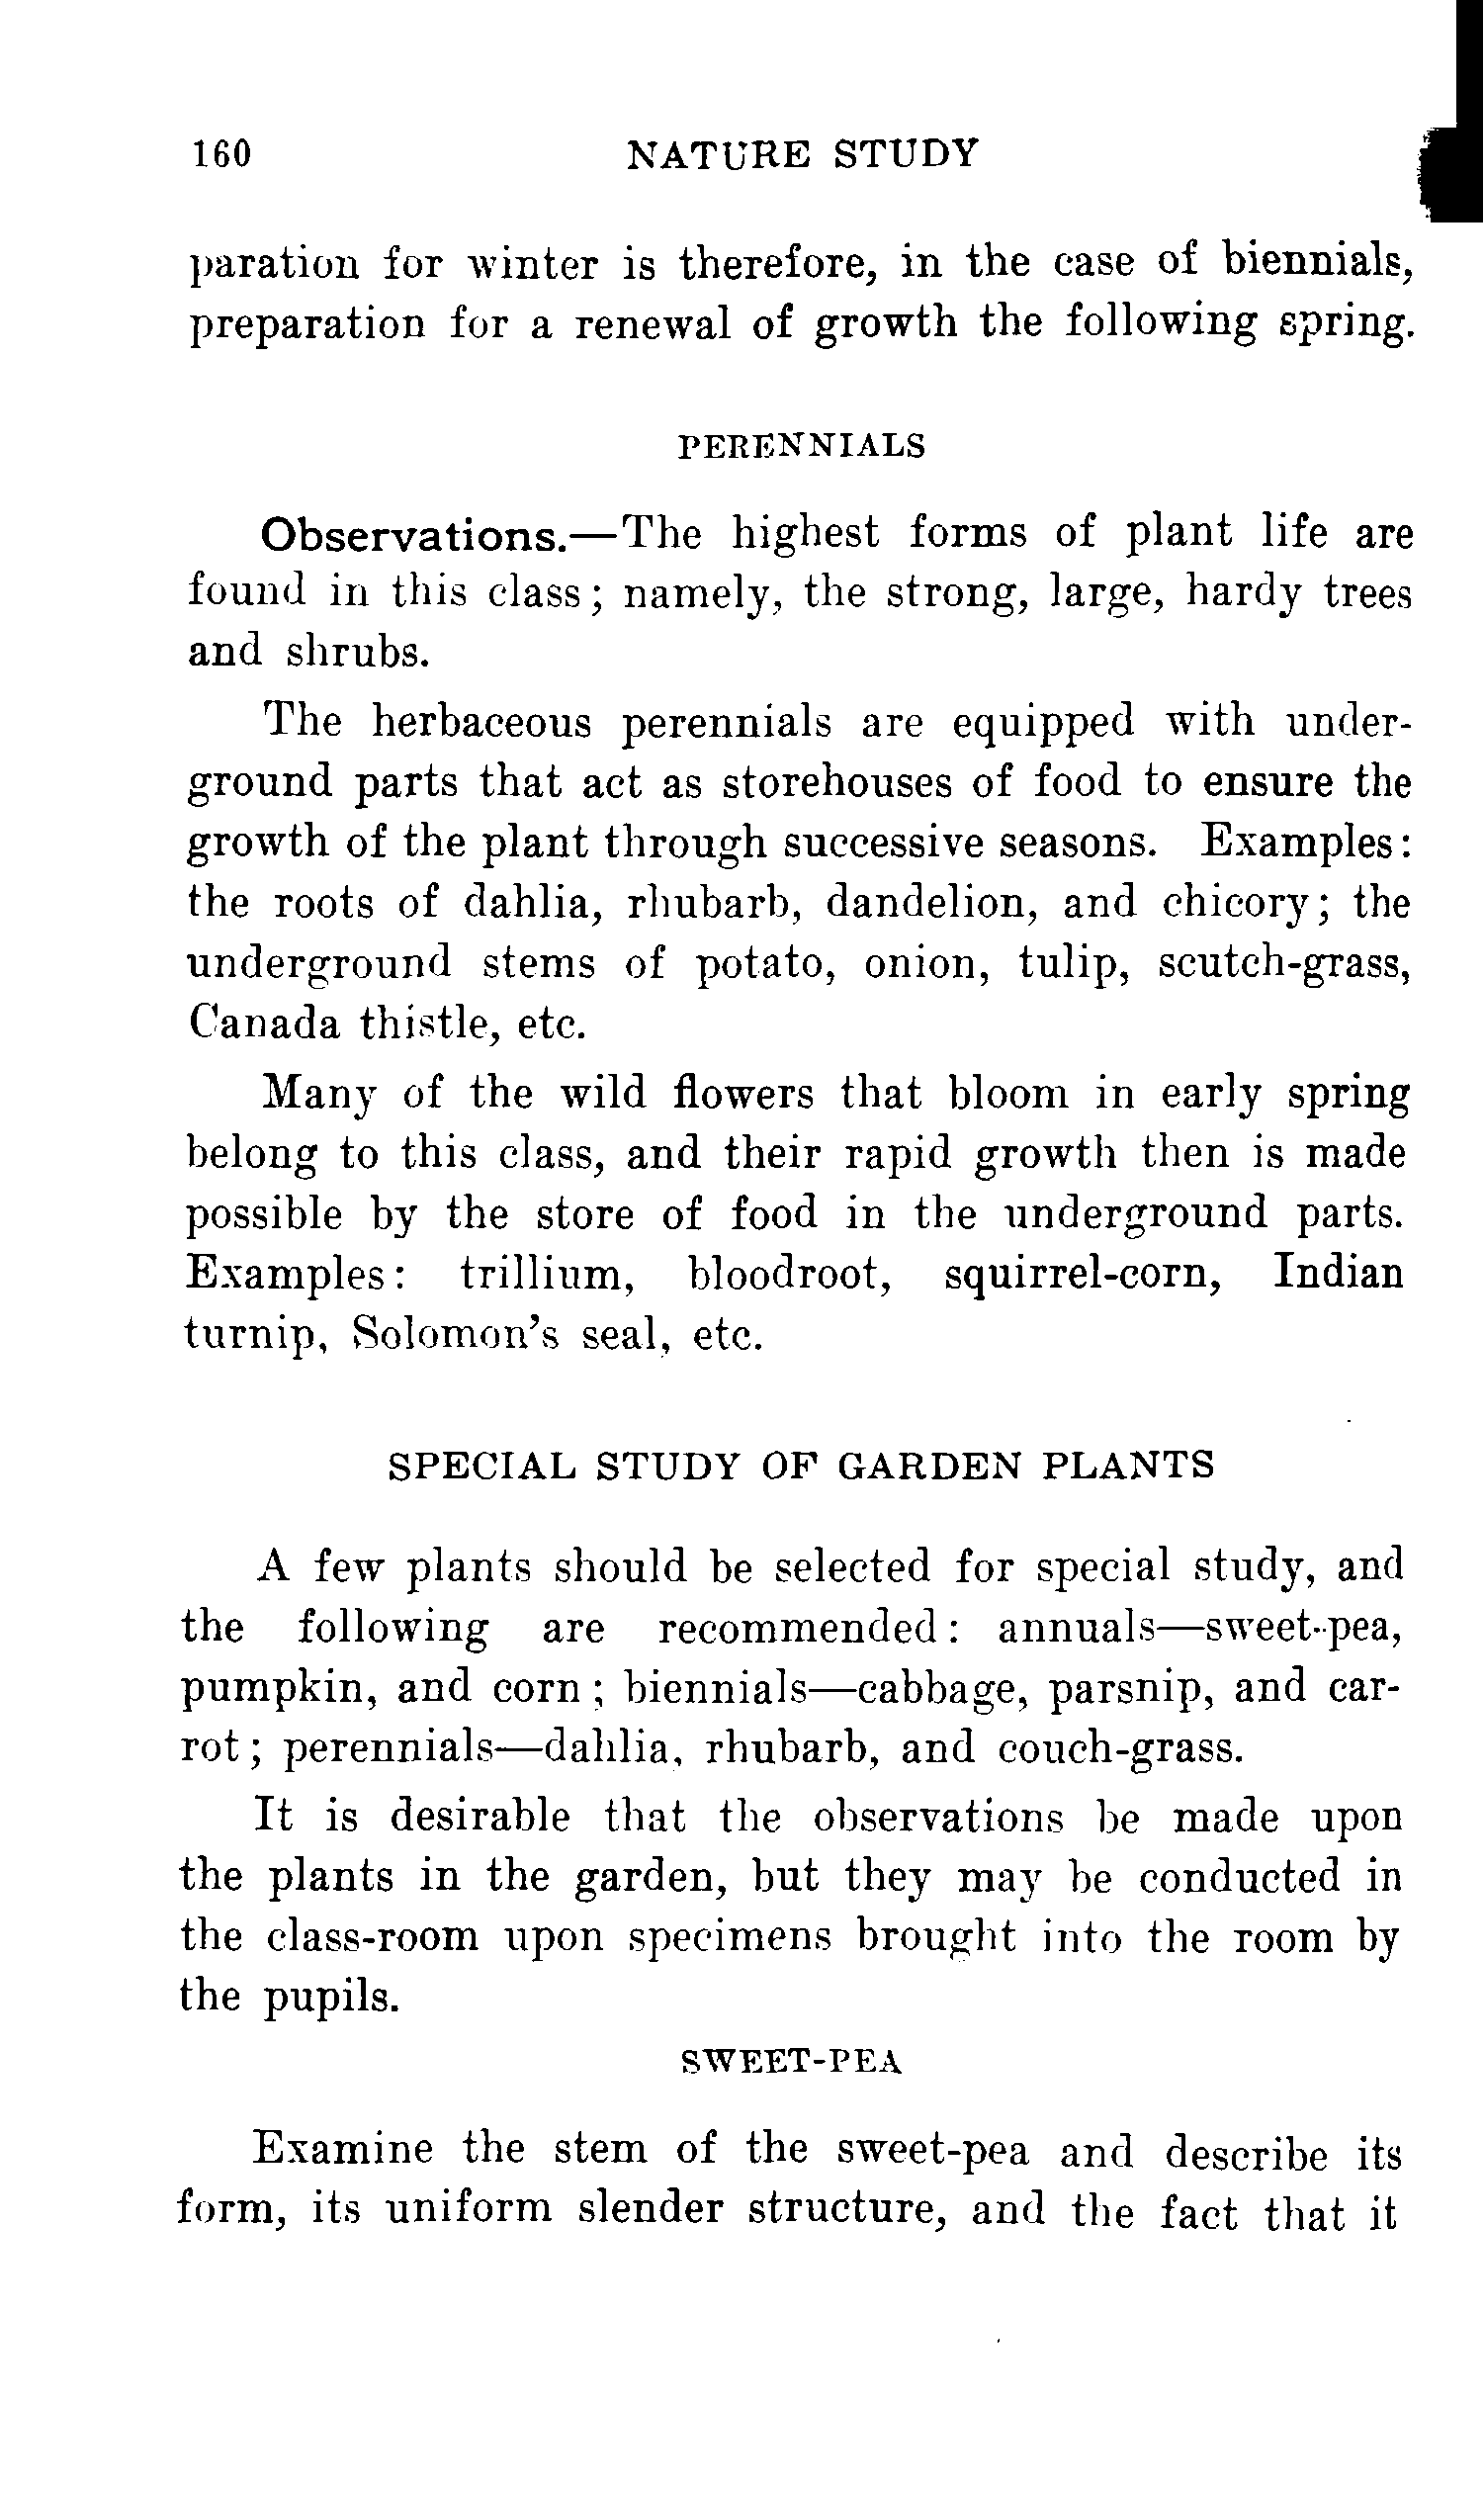 160 NATURE STUDY
paration for winter is therefore, in the case of biennials,
preparation for a renewal of growth the following spring.
PERENNIALS
Observations.—The highest forms of plant life are
found in this class; namely, the strong, large, hardy trees
and shrubs.
The herbaceous perennials are equipped with under-
ground parts that act as storehouses of food to ensure the
growth of the plant through successive seasons. Examples:
the roots of dahlia, rhubarb, dandelion, and chicory; the
underground stems of potato, onion, tulip, scutch-grass,
Canada thistle, etc.
Many of the wild flowers that bloom in early spring
belong to this class, and their rapid growth then is made
possible by the store of food in the underground parts.
Examples: trillium, bloodroot, squirrel-corn, Indian
turnip, Solomon's seal, etc.
SPECIAL STUDY OF GARDEN PLANTS
A few plants should be selected for special study, and
the following are recommended: annuals—sweet-pea,
pumpkin, and corn; biennials—cabbage, parsnip, and car-
rot; perennials—dahlia, rhubarb, and couch-grass.
It is desirable that the observations be made upon
the plants in the garden, but they may be conducted in
the class-room upon specimens brought into the room by
the pupils.
SWEET-PEA
Examine the stem of the sweet-pea and describe its
form, its uniform slender structure, and the fact that it